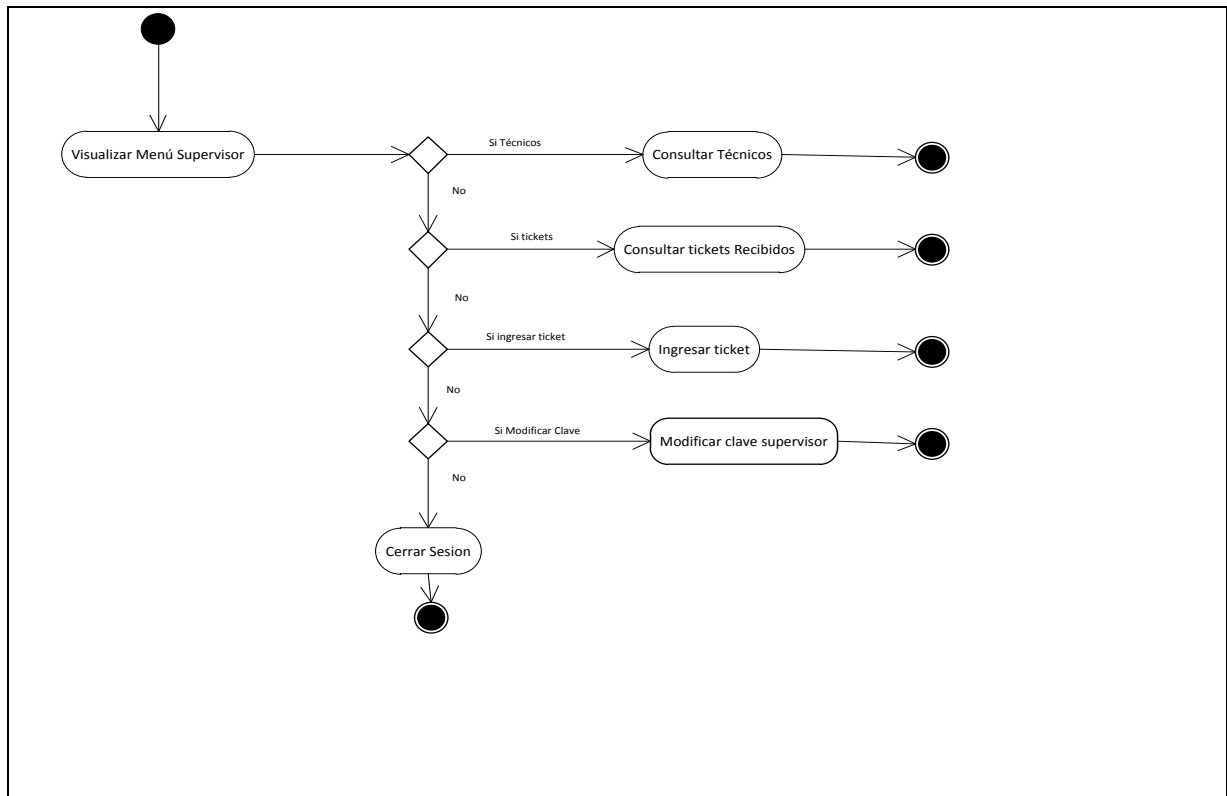 Visualizar Menú Supervisor
Si Técnicos
Consultar Técnicos
No
Si tickets
Consultar tickets Recibidos
No
Si ingresar ticket
Ingresar ticket
No
Si Modificar Clave
Modificar clave supervisor
No
Cerrar Sesion